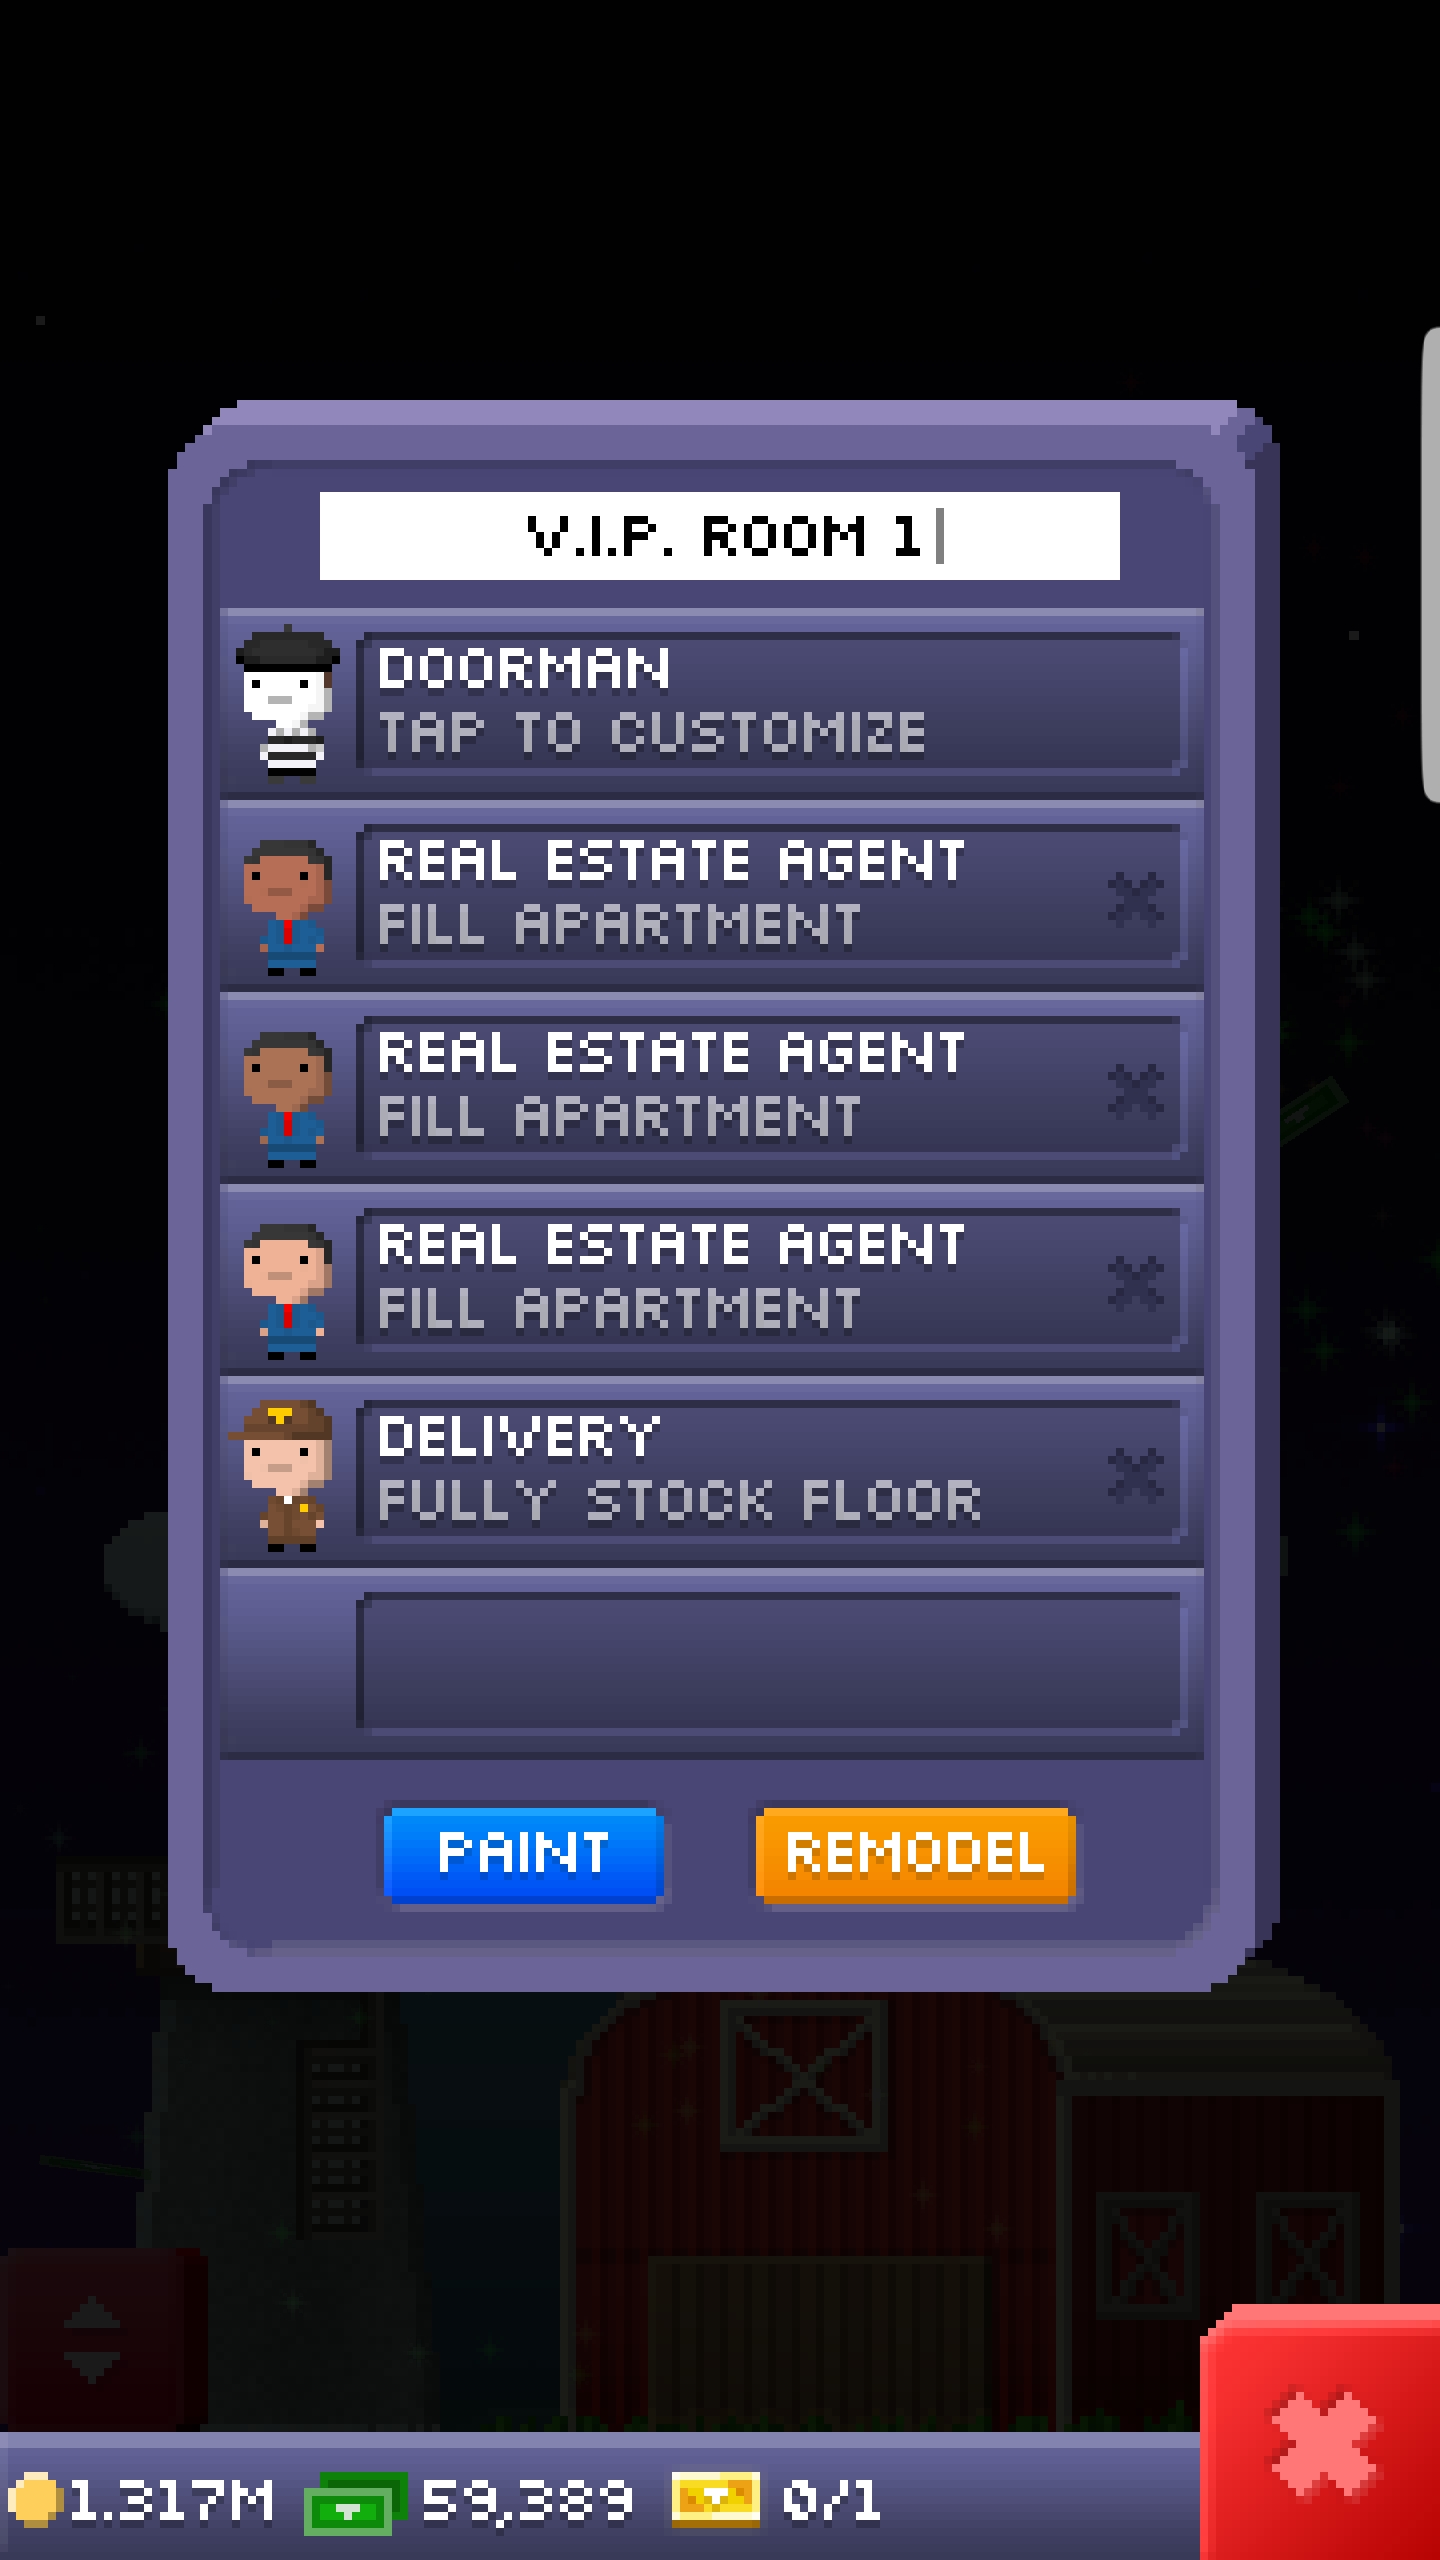 V.I.P. ROOM 1
DOORMAN
TAP TO CUSTOMIZE
REAL ESTATE AGENT
FILL APARTMENT
REAL ESTATE AGENT
FILL APARTMENT
REAL ESTATE AGENT
FILL APARTMENT
DELIVERY
FULLY STOCK FLOOR
PAINT REMODEL
1.317M 59,389 0/1